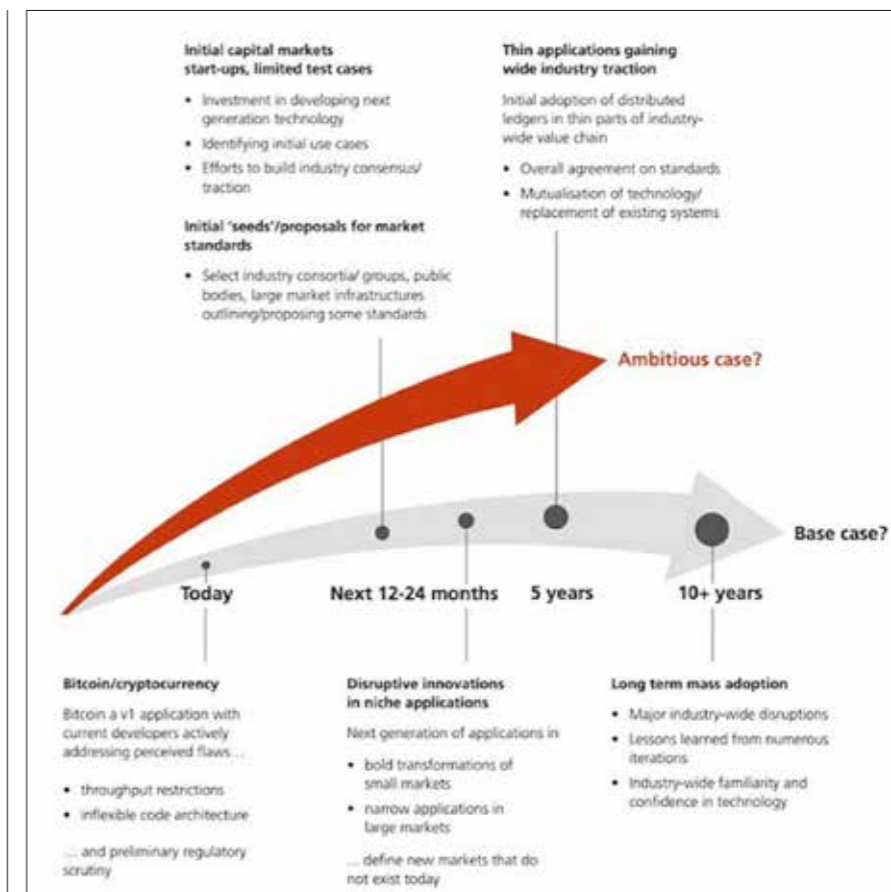 Initial capital markets
start-ups, limited test cases
• Investment in developing next
generation technology
• Identifying initial use cases
• Efforts to build industry consensus/
traction
Initial ‘seeds’/proposals for market
standards
• Select industry consortia/ groups, public
bodies, large market infrastructures
outlining/proposing some standards
Thin applications gaining
wide industry traction
Initial adoption of distributed
ledgers in thin parts of industry-
wide value chain
• Overall agreement on standards
• Mutualisation of technology/
replacement of existing systems
Ambitious case?
Base case?
Today
Next 12-24 months
5 years
10+ years
Bitcoin/cryptocurrency
Bitcoin a v1 application with
current developers actively
addressing perceived flaws…
• throughput restrictions
• inflexible code architecture
… and preliminary regulatory
scrutiny
Disruptive innovations
in niche applications
Next generation of applications in
• bold transformations of
small markets
• narrow applications in
large markets
… define new markets that do
not exist today
Long term mass adoption
• Major industry-wide disruptions
• Lessons learned from numerous
iterations
• Industry-wide familiarity and
confidence in technology